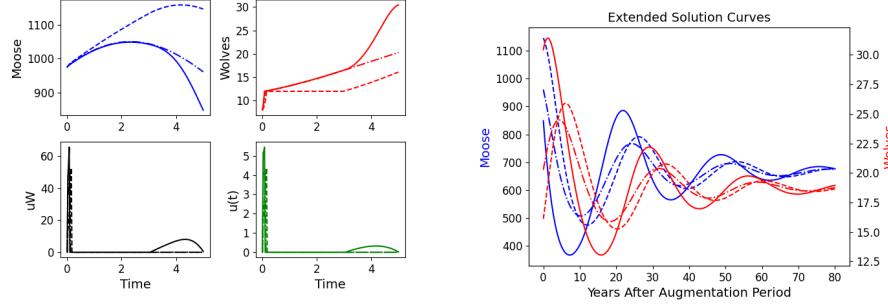 Extended Solution Curves
Moose
1100
1000
900
0 2 4
Wolves
30
25
20
15
10
0 2 4
uW
60
40
20
0
0 2 4
Time
u(t)
5
4
3
2
1
0
0 2 4
Time
Moose
1100
1000
900
800
700
600
500
400
0 10 20 30 40 50 60 70 80
Years After Augmentation Period
30.0
27.5
25.0
22.5
20.0
17.5
15.0
12.5
Wolves